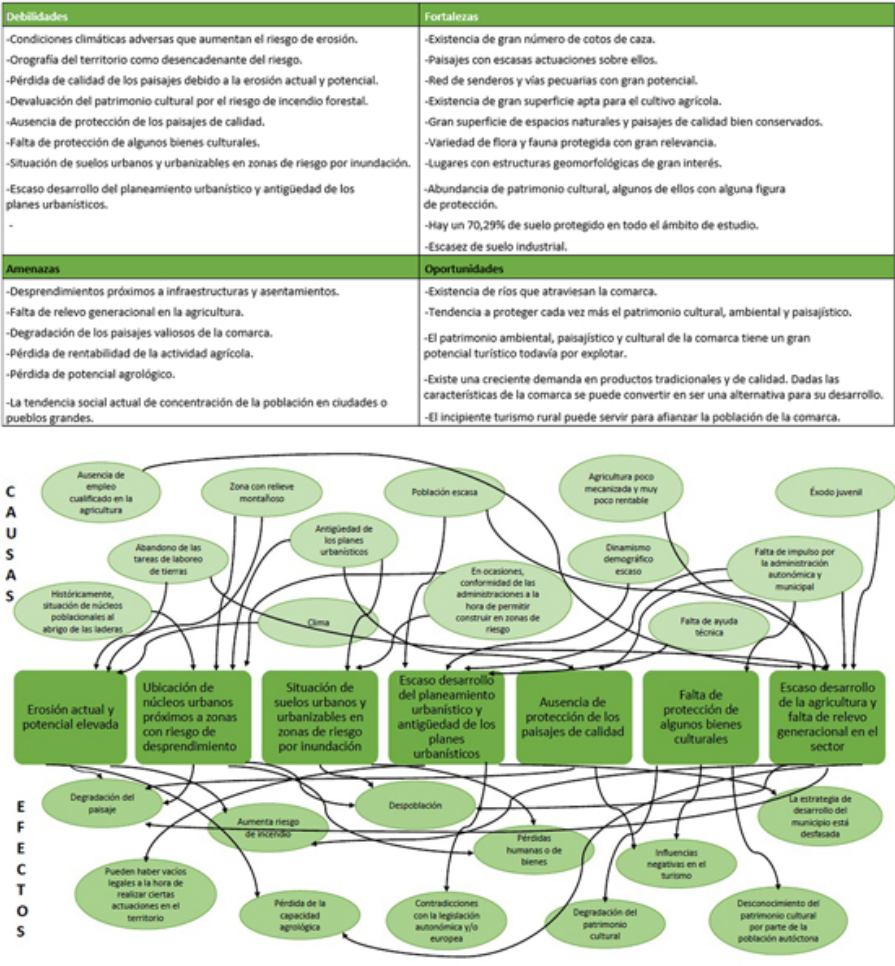 Debilidades
-Condiciones climáticas adversas que aumentan el riesgo de erosión.
-Orografía del territorio como desencadenante del riesgo.
-Pérdida de calidad de los paisajes debido a la erosión actual y potencial.
-Devaluación del patrimonio cultural por el riesgo de incendio forestal.
-Ausencia de protección de los paisajes de calidad.
-Falta de protección de algunos bienes culturales.
-Situación de suelos urbanos y urbanizables en zonas de riesgo por inundación.
-Escaso desarrollo del planeamiento urbanístico y antigüedad de los
planes urbanísticos.
-
Fortalezas
-Existencia de gran número de cotos de caza.
-Paisajes con escasas actuaciones sobre ellos.
-Red de senderos y vías pecuarias con gran potencial.
-Existencia de gran superficie apta para el cultivo agrícola.
-Gran superficie de espacios naturales y paisajes de calidad bien conservados.
-Variedad de flora y fauna protegida con gran relevancia.
-Lugares con estructuras geomorfológicas de gran interés.
-Abundancia de patrimonio cultural, algunos de ellos con alguna figura
de protección.
-Hay un 70,29% de suelo protegido en todo el ámbito de estudio.
-Escasez de suelo industrial.
Amenazas
-Desprendimientos próximos a infraestructuras y asentamientos.
-Falta de relevo generacional en la agricultura.
-Degradación de los paisajes valiosos de la comarca.
-Pérdida de rentabilidad de la actividad agrícola.
-Pérdida de potencial agrológico.
-La tendencia social actual de concentración de la población en ciudades o
pueblos grandes.
Oportunidades
-Existencia de ríos que atraviesan la comarca.
-Tendencia a proteger cada vez más el patrimonio cultural, ambiental y paisajístico.
-El patrimonio ambiental, paisajístico y cultural de la comarca tiene un gran
potencial turístico todavía por explotar.
-Existe una creciente demanda en productos tradicionales y de calidad. Dadas las
características de la comarca se puede convertir en ser una alternativa para su desarrollo.
-El incipiente turismo rural puede servir para afianzar la población de la comarca.
CAUSAS
Ausencia de
empleo
cualificado en la
agricultura
Zona con relieve
montañoso
Población escasa
Agricultura poco
mecanizada y muy
poco rentable
Éxodo juvenil
Abandono de las
tareas de laboreo
de tierras
Antigüedad de
los planes
urbanísticos
En ocasiones,
conformidad de las
administraciones a la
hora de permitir
construir en zonas de
riesgo
Dinamismo
demográfico
escaso
Falta de impulso por
la administración
autonómica y
municipal
Históricamente,
situación de núcleos
poblacionales al
abrigo de las laderas
Clima
Falta de ayuda
técnica
Erosión actual y
potencial elevada
Ubicación de
núcleos urbanos
próximos a zonas
con riesgo de
desprendimiento
Situación de
suelos urbanos y
urbanizables en
zonas de riesgo
por inundación
Escaso desarrollo
del planeamiento
urbanístico y
antigüedad de los
planes
urbanísticos
Ausencia de
protección de los
paisajes de calidad
Falta de
protección de
algunos bienes
culturales
Escaso desarrollo
de la agricultura y
falta de relevo
generacional en el
sector
EFECTOS
Degradación del
paisaje
Aumenta riesgo
de incendio
Despoblación
Pérdidas
humanas o de
bienes
Influencias
negativas en el
turismo
La estrategia de
desarrollo del
municipio está
desfasada
Pueden haber vacíos
legales a la hora de
realizar ciertas
actuaciones en el
territorio
Pérdida de la
capacidad
agrológica
Contradicciones
con la legislación
autonómica y/o
europea
Degradación del
patrimonio
cultural
Desconocimiento del
patrimonio cultural
por parte de la
población autóctona